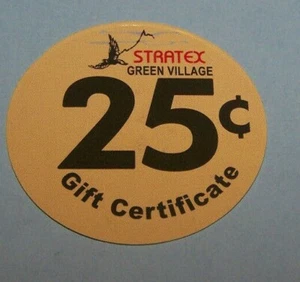 STRATEX
GREEN VILLAGE
25¢
Gift Certificate